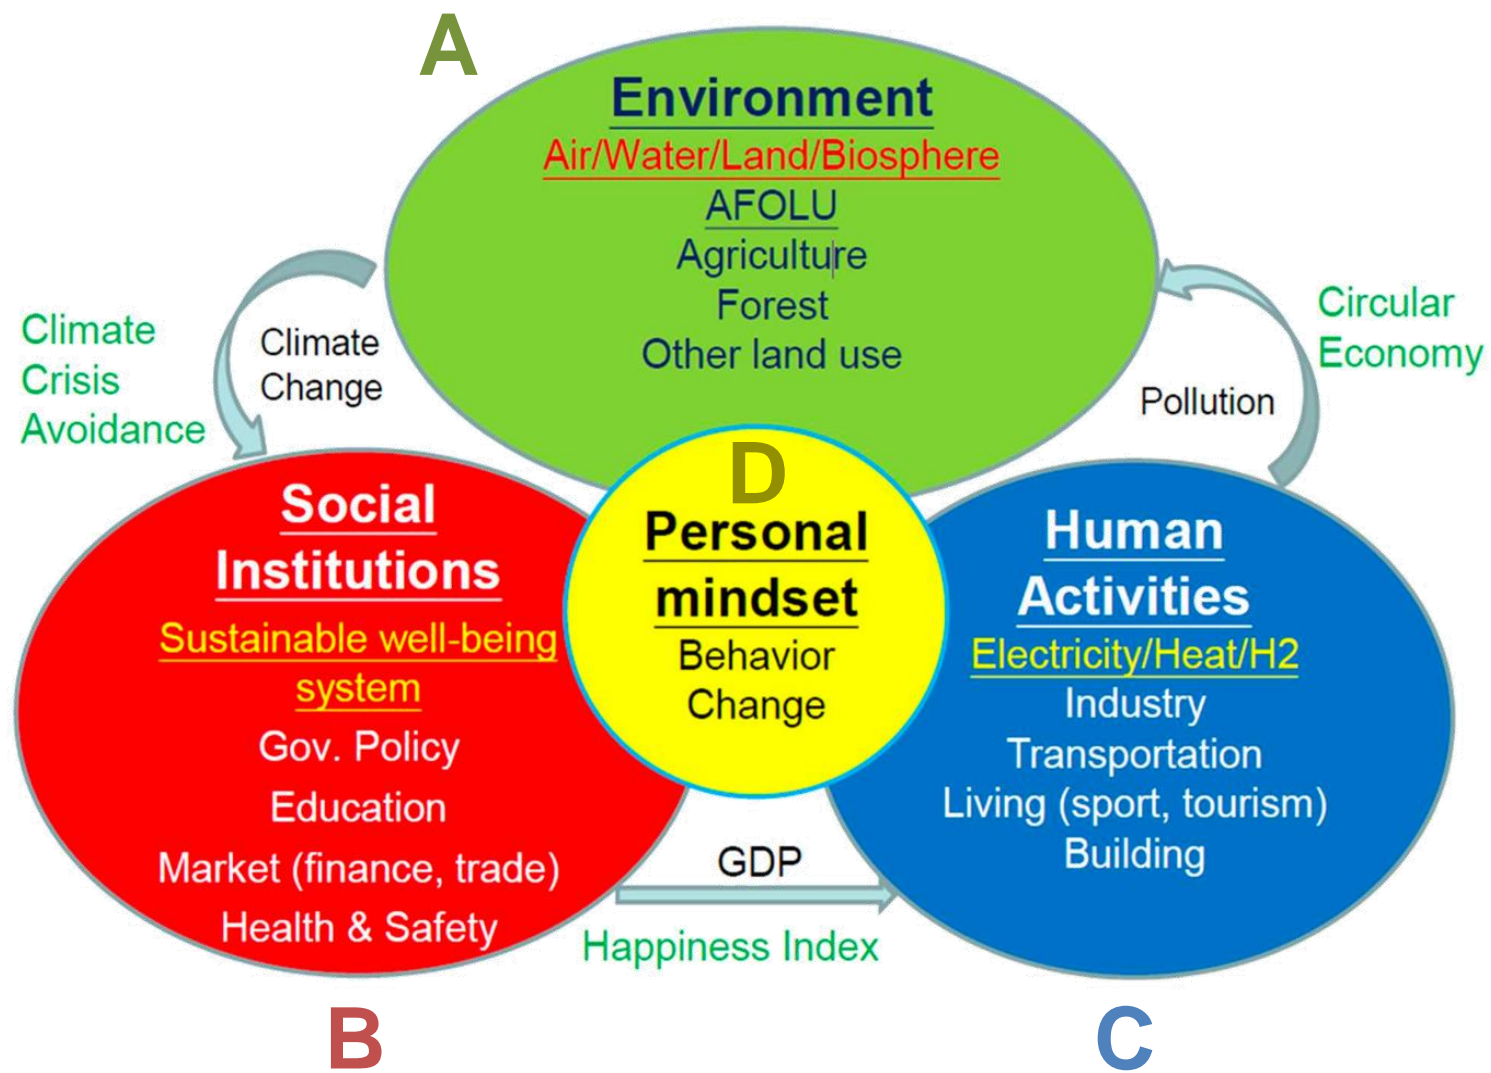 A
Environment
Air/Water/Land/Biosphere
AFOLU
Agriculture
Forest
Other land use
Climate
Crisis
Avoidance
Climate
Change
Circular
Economy
Pollution
D
Personal
mindset
Behavior
Change
Social
Institutions
Sustainable well-being
system
Gov. Policy
Education
Market (finance, trade)
Health & Safety
Human
Activities
Electricity/Heat/H2
Industry
Transportation
Living (sport, tourism)
Building
GDP
Happiness Index
B
C